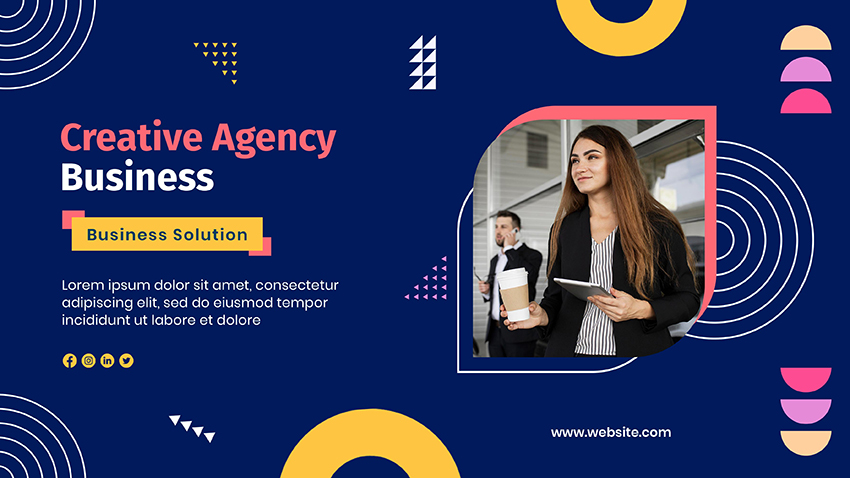 Creative Agency
Business
Business Solution
Lorem ipsum dolor sit amet, consectetur
adipiscing elit, sed do eiusmod tempor
incididunt ut labore et dolore
www.website.com